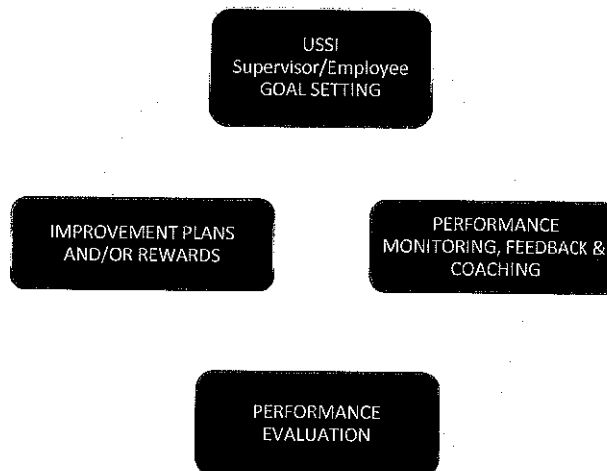 USSI
Supervisor/Employee
GOAL SETTING
IMPROVEMENT PLANS
AND/OR REWARDS
PERFORMANCE
MONITORING, FEEDBACK &
COACHING
PERFORMANCE
EVALUATION